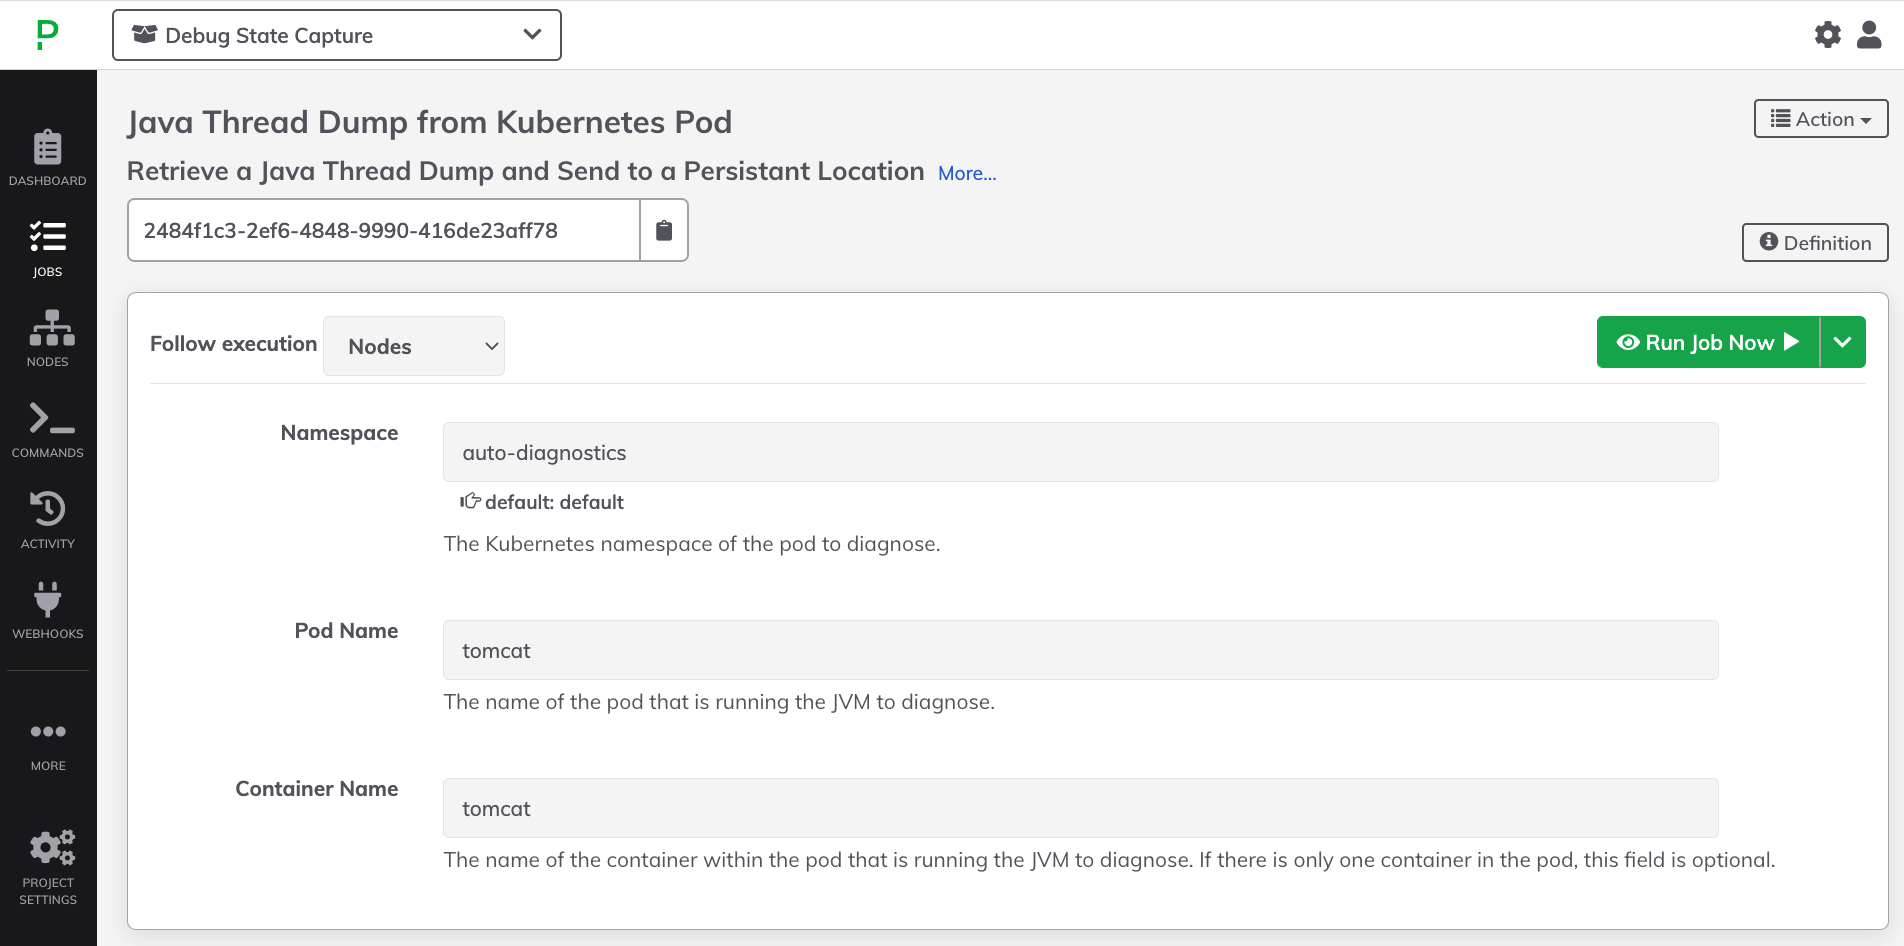 P
Debug State Capture
Java Thread Dump from Kubernetes Pod
Action
Retrieve a Java Thread Dump and Send to a Persistant Location More...
2484f1c3-2ef6-4848-9990-416de23aff78
Definition
DASHBOARD
JOBS
NODES
COMMANDS
ACTIVITY
WEBHOOKS
MORE
PROJECT
SETTINGS
Follow execution Nodes
Run Job Now
Namespace
auto-diagnostics
default: default
The Kubernetes namespace of the pod to diagnose.
Pod Name
tomcat
The name of the pod that is running the JVM to diagnose.
Container Name
tomcat
The name of the container within the pod that is running the JVM to diagnose. If there is only one container in the pod, this field is optional.